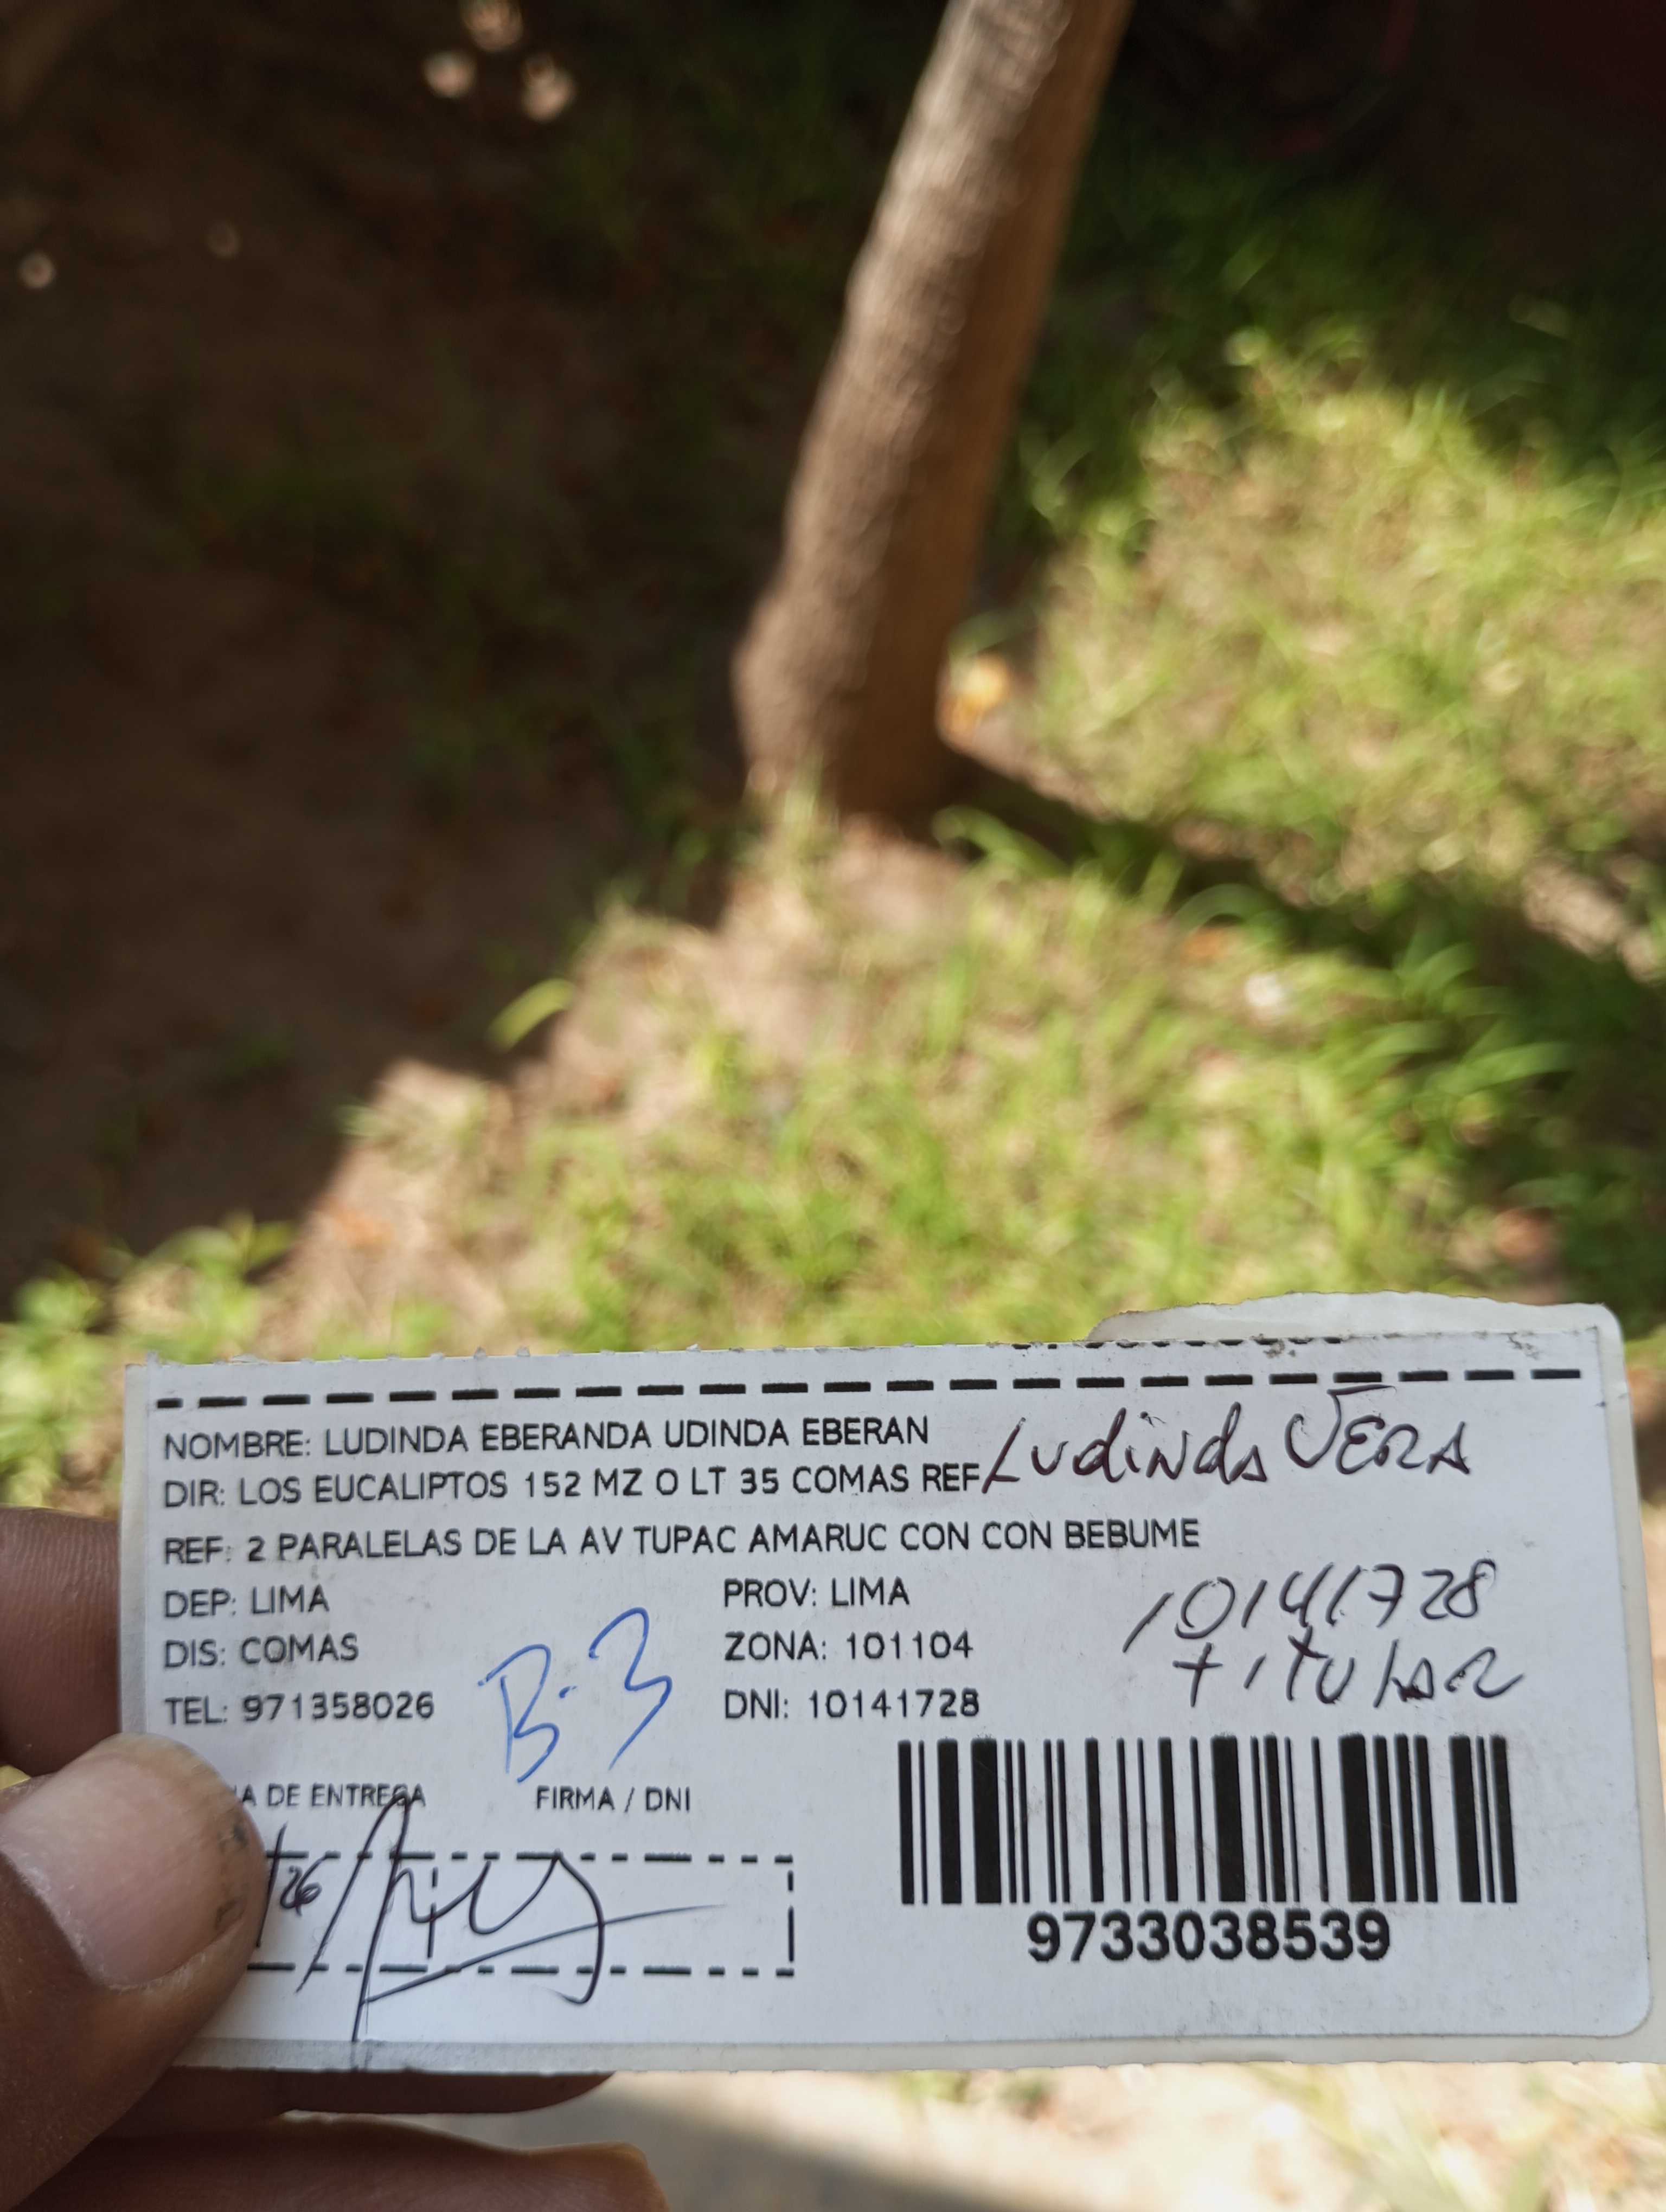 NOMBRE: LUDINDA EBERANDA UDINDA EBERAN
Ludinda VERA
DIR: LOS EUCALIPTOS 152 MZ O LT 35 COMAS REF
REF: 2 PARALELAS DE LA AV TUPAC AMARUC CON CON BEBUME
DEP: LIMA
PROV: LIMA
10141728
TITULAR
DIS: COMAS
ZONA: 101104
B-3
TEL: 971358026
DNI: 10141728
A DE ENTREGA
FIRMA / DNI
26
9733038539